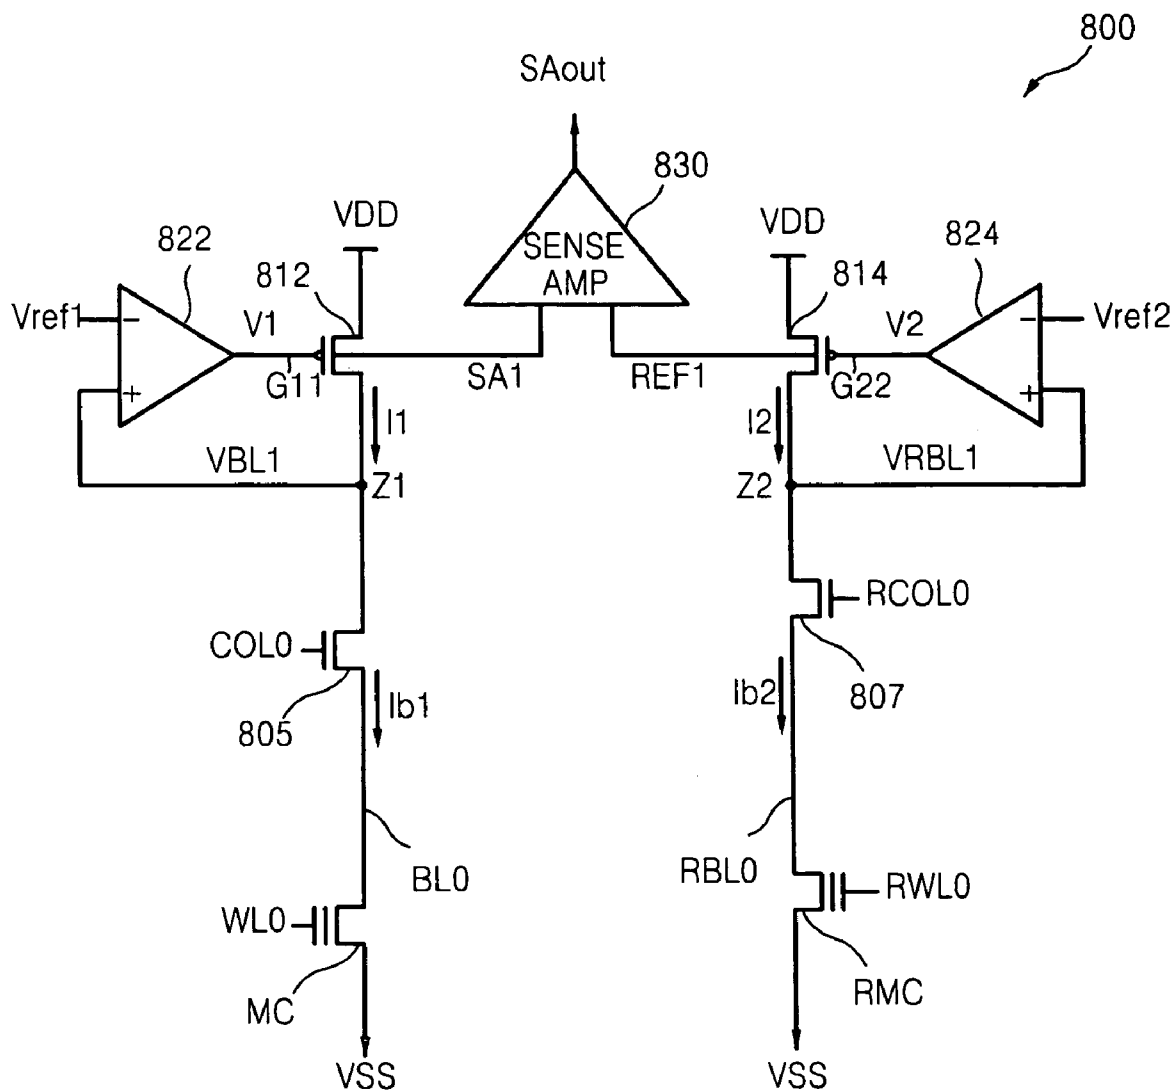 800
SAout
830
VDD
VDD
822
812
SENSE
AMP
814
824
Vref1
−
V1
V2
−
Vref2
G11
SA1
REF1
G22
+
+
I1
I2
VBL1
VRBL1
Z1
Z2
RCOL0
COL0
805
Ib1
Ib2
807
BL0
RBL0
WL0
RWL0
MC
RMC
VSS
VSS